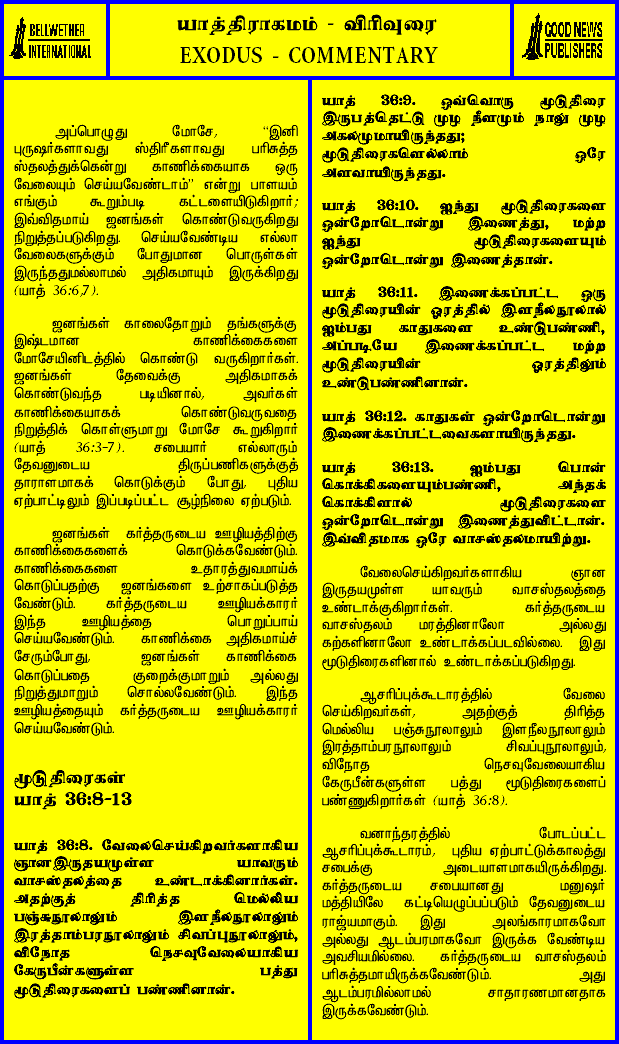 BELLWETHER
INTERNATIONAL
யாத்திராகமம் - விரிவுரை
EXODUS - COMMENTARY
GOOD NEWS
PUBLISHERS
அப்பொழுது மோசே, "இனி
புருஷர்களாவது ஸ்திரீகளாவது பரிசுத்த
ஸ்தலத்துக்கென்று காணிக்கையாக ஒரு
வேலையும் செய்யவேண்டாம்" என்று பாளயம்
எங்கும் கூறும்படி கட்டளையிடுகிறார்;
இவ்விதமாய் ஜனங்கள் கொண்டுவருகிறது
நிறுத்தப்படுகிறது. செய்யவேண்டிய எல்லா
வேலைகளுக்கும் போதுமான பொருள்கள்
இருந்ததுமல்லாமல் அதிகமாயும் இருக்கிறது
(யாத் 36:6,7).
ஜனங்கள் காலைதோறும் தங்களுக்கு
இஷ்டமான காணிக்கைகளை
மோசேயினிடத்தில் கொண்டு வருகிறார்கள்.
ஜனங்கள் தேவைக்கு அதிகமாகக்
கொண்டுவந்த படியினால், அவர்கள்
காணிக்கையாகக் கொண்டுவருவதை
நிறுத்திக் கொள்ளுமாறு மோசே கூறுகிறார்
(யாத் 36:3-7). சபையார் எல்லாரும்
தேவனுடைய திருப்பணிகளுக்குத்
தாராளமாகக் கொடுக்கும் போது, புதிய
ஏற்பாட்டிலும் இப்படிப்பட்ட சூழ்நிலை ஏற்படும்.
ஜனங்கள் கர்த்தருடைய ஊழியத்திற்கு
காணிக்கைகளைக் கொடுக்கவேண்டும்.
காணிக்கைகளை உதாரத்துவமாய்க்
கொடுப்பதற்கு ஜனங்களை உற்சாகப்படுத்த
வேண்டும். கர்த்தருடைய ஊழியக்காரர்
இந்த ஊழியத்தை பொறுப்பாய்
செய்யவேண்டும். காணிக்கை அதிகமாய்ச்
சேரும்போது, ஜனங்கள் காணிக்கை
கொடுப்பதை குறைக்குமாறும் அல்லது
நிறுத்துமாறும் சொல்லவேண்டும். இந்த
ஊழியத்தையும் கர்த்தருடைய ஊழியக்காரர்
செய்யவேண்டும்.
மூடுதிரைகள்
யாத் 36:8-13
யாத் 36:8. வேலைசெய்கிறவர்களாகிய
ஞானஇருதயமுள்ள யாவரும்
வாசஸ்தலத்தை உண்டாக்கினார்கள்.
அதற்குத் திரித்த மெல்லிய
பஞ்சுநூலாலும் இளநீலநூலாலும்
இரத்தாம்பரநூலாலும் சிவப்புநூலாலும்,
விநோத நெசவுவேலையாகிய
கேருபீன்களுள்ள பத்து
மூடுதிரைகளைப் பண்ணினான்.
யாத் 36:9. ஒவ்வொரு மூடுதிரை
இருபத்தெட்டு முழ நீளமும் நாலு முழ
அகலமுமாயிருந்தது;
மூடுதிரைகளெல்லாம் ஒரே
அளவாயிருந்தது.
யாத் 36:10. ஐந்து மூடுதிரைகளை
ஒன்றோடொன்று இணைத்து, மற்ற
ஐந்து மூடுதிரைகளையும்
ஒன்றோடொன்று இணைத்தான்.
யாத் 36:11. இணைக்கப்பட்ட ஒரு
மூடுதிரையின் ஓரத்தில் இளநீலநூலால்
ஐம்பது காதுகளை உண்டுபண்ணி,
அப்படியே இணைக்கப்பட்ட மற்ற
மூடுதிரையின் ஓரத்திலும்
உண்டுபண்ணினான்.
யாத் 36:12. காதுகள் ஒன்றோடொன்று
இணைக்கப்பட்டவைகளாயிருந்தது.
யாத் 36:13. ஐம்பது பொன்
கொக்கிகளையும்பண்ணி, அந்தக்
கொக்கிளால் மூடுதிரைகளை
ஒன்றோடொன்று இணைத்துவிட்டான்.
இவ்விதமாக ஒரே வாசஸ்தலமாயிற்று.
வேலைசெய்கிறவர்களாகிய ஞான
இருதயமுள்ள யாவரும் வாசஸ்தலத்தை
உண்டாக்குகிறார்கள். கர்த்தருடைய
வாசஸ்தலம் மரத்தினாலோ அல்லது
கற்களினாலோ உண்டாக்கப்படவில்லை. இது
மூடுதிரைகளினால் உண்டாக்கப்படுகிறது.
ஆசரிப்புக்கூடாரத்தில் வேலை
செய்கிறவர்கள், அதற்குத் திரித்த
மெல்லிய பஞ்சுநூலாலும் இளநீலநூலாலும்
இரத்தாம்பரநூலாலும் சிவப்புநூலாலும்,
விநோத நெசவுவேலையாகிய
கேருபீன்களுள்ள பத்து மூடுதிரைகளைப்
பண்ணுகிறார்கள் (யாத் 36:8).
வனாந்தரத்தில் போடப்பட்ட
ஆசரிப்புக்கூடாரம், புதிய ஏற்பாட்டுக்காலத்து
சபைக்கு அடையாளமாகயிருக்கிறது.
கர்த்தருடைய சபையானது மனுஷர்
மத்தியிலே கட்டியெழுப்பப்படும் தேவனுடைய
ராஜ்யமாகும். இது அலங்காரமாகவோ
அல்லது ஆடம்பரமாகவோ இருக்க வேண்டிய
அவசியமில்லை. கர்த்தருடைய வாசஸ்தலம்
பரிசுத்தமாயிருக்கவேண்டும். அது
ஆடம்பரமில்லாமல் சாதாரணமானதாக
இருக்கவேண்டும்.